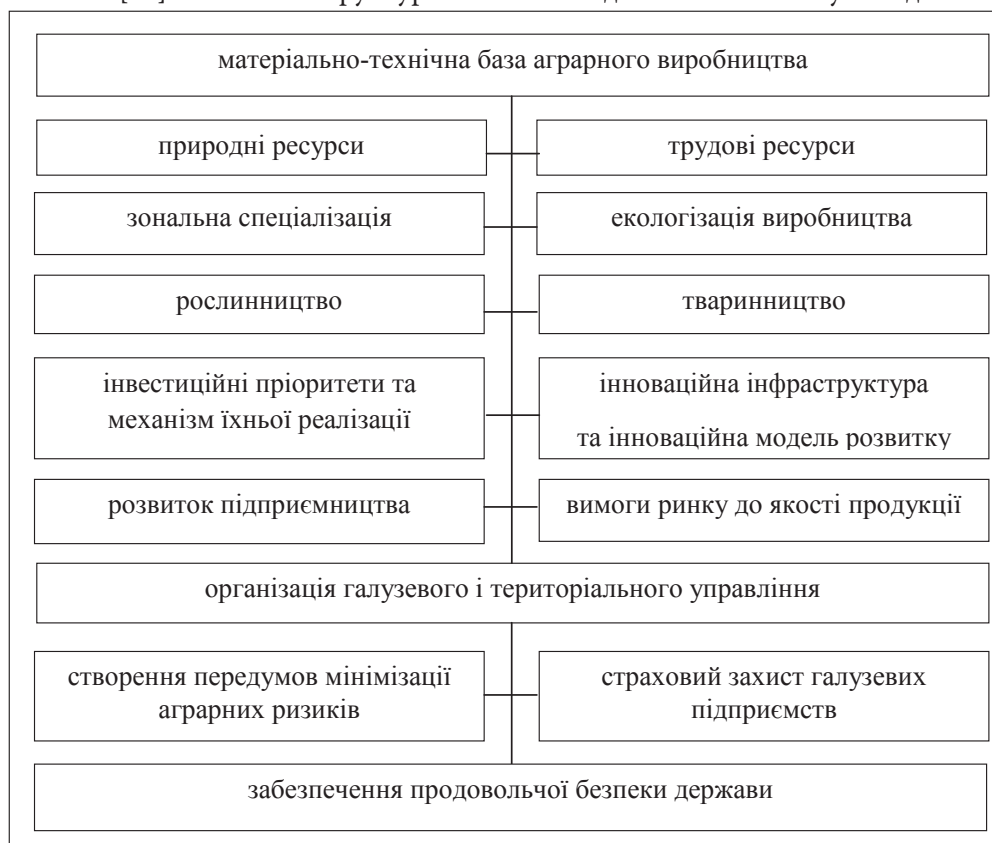 матеріально-технічна база аграрного виробництва
природні ресурси
трудові ресурси
зональна спеціалізація
екологізація виробництва
рослинництво
тваринництво
інвестиційні пріоритети та
механізм їхньої реалізації
інноваційна інфраструктура
та інноваційна модель розвитку
розвиток підприємництва
вимоги ринку до якості продукції
організація галузевого і територіального управління
створення передумов мінімізації
аграрних ризиків
страховий захист галузевих
підприємств
забезпечення продовольчої безпеки держави